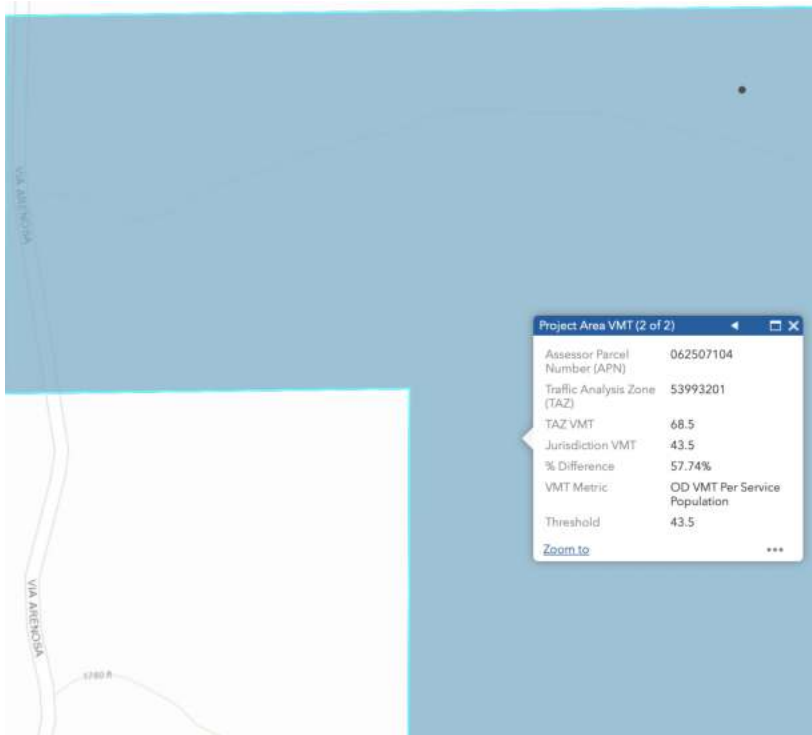 VIA ARENOSA
Project Area VMT (2 of 2)
Assessor Parcel
Number (APN)
062507104
Traffic Analysis Zone
(TAZ)
53993201
TAZ VMT
68.5
Jurisdiction VMT
43.5
% Difference
57.74%
VMT Metric
OD VMT Per Service
Population
Threshold
43.5
Zoom to
VIA ARENOSA